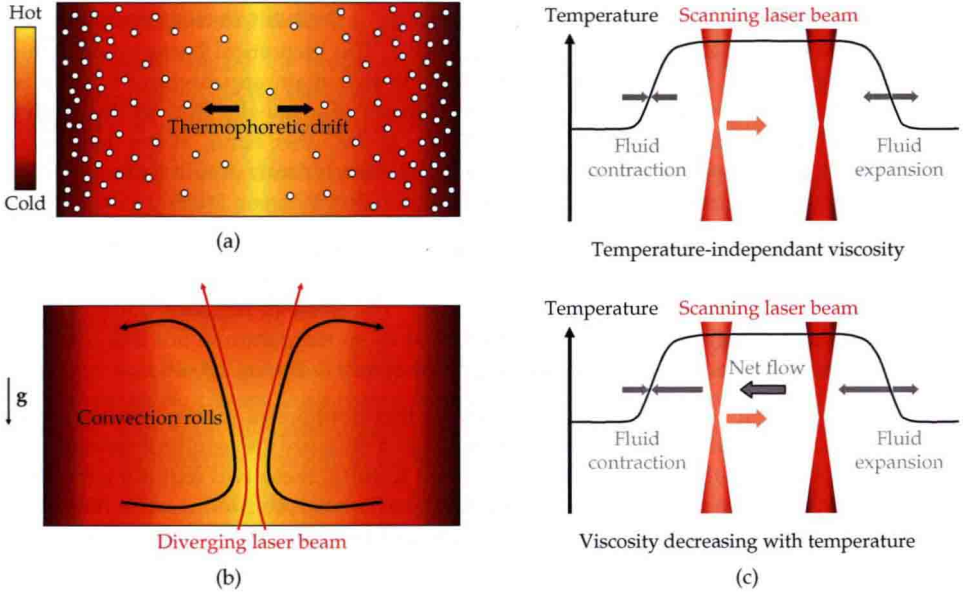 Hot
Cold
Thermophoretic drift
(a)
g
Convection rolls
Diverging laser beam
(b)
Temperature
Scanning laser beam
Fluid
contraction
Fluid
expansion
Temperature-independant viscosity
Temperature
Scanning laser beam
Net flow
Fluid
contraction
Fluid
expansion
Viscosity decreasing with temperature
(c)